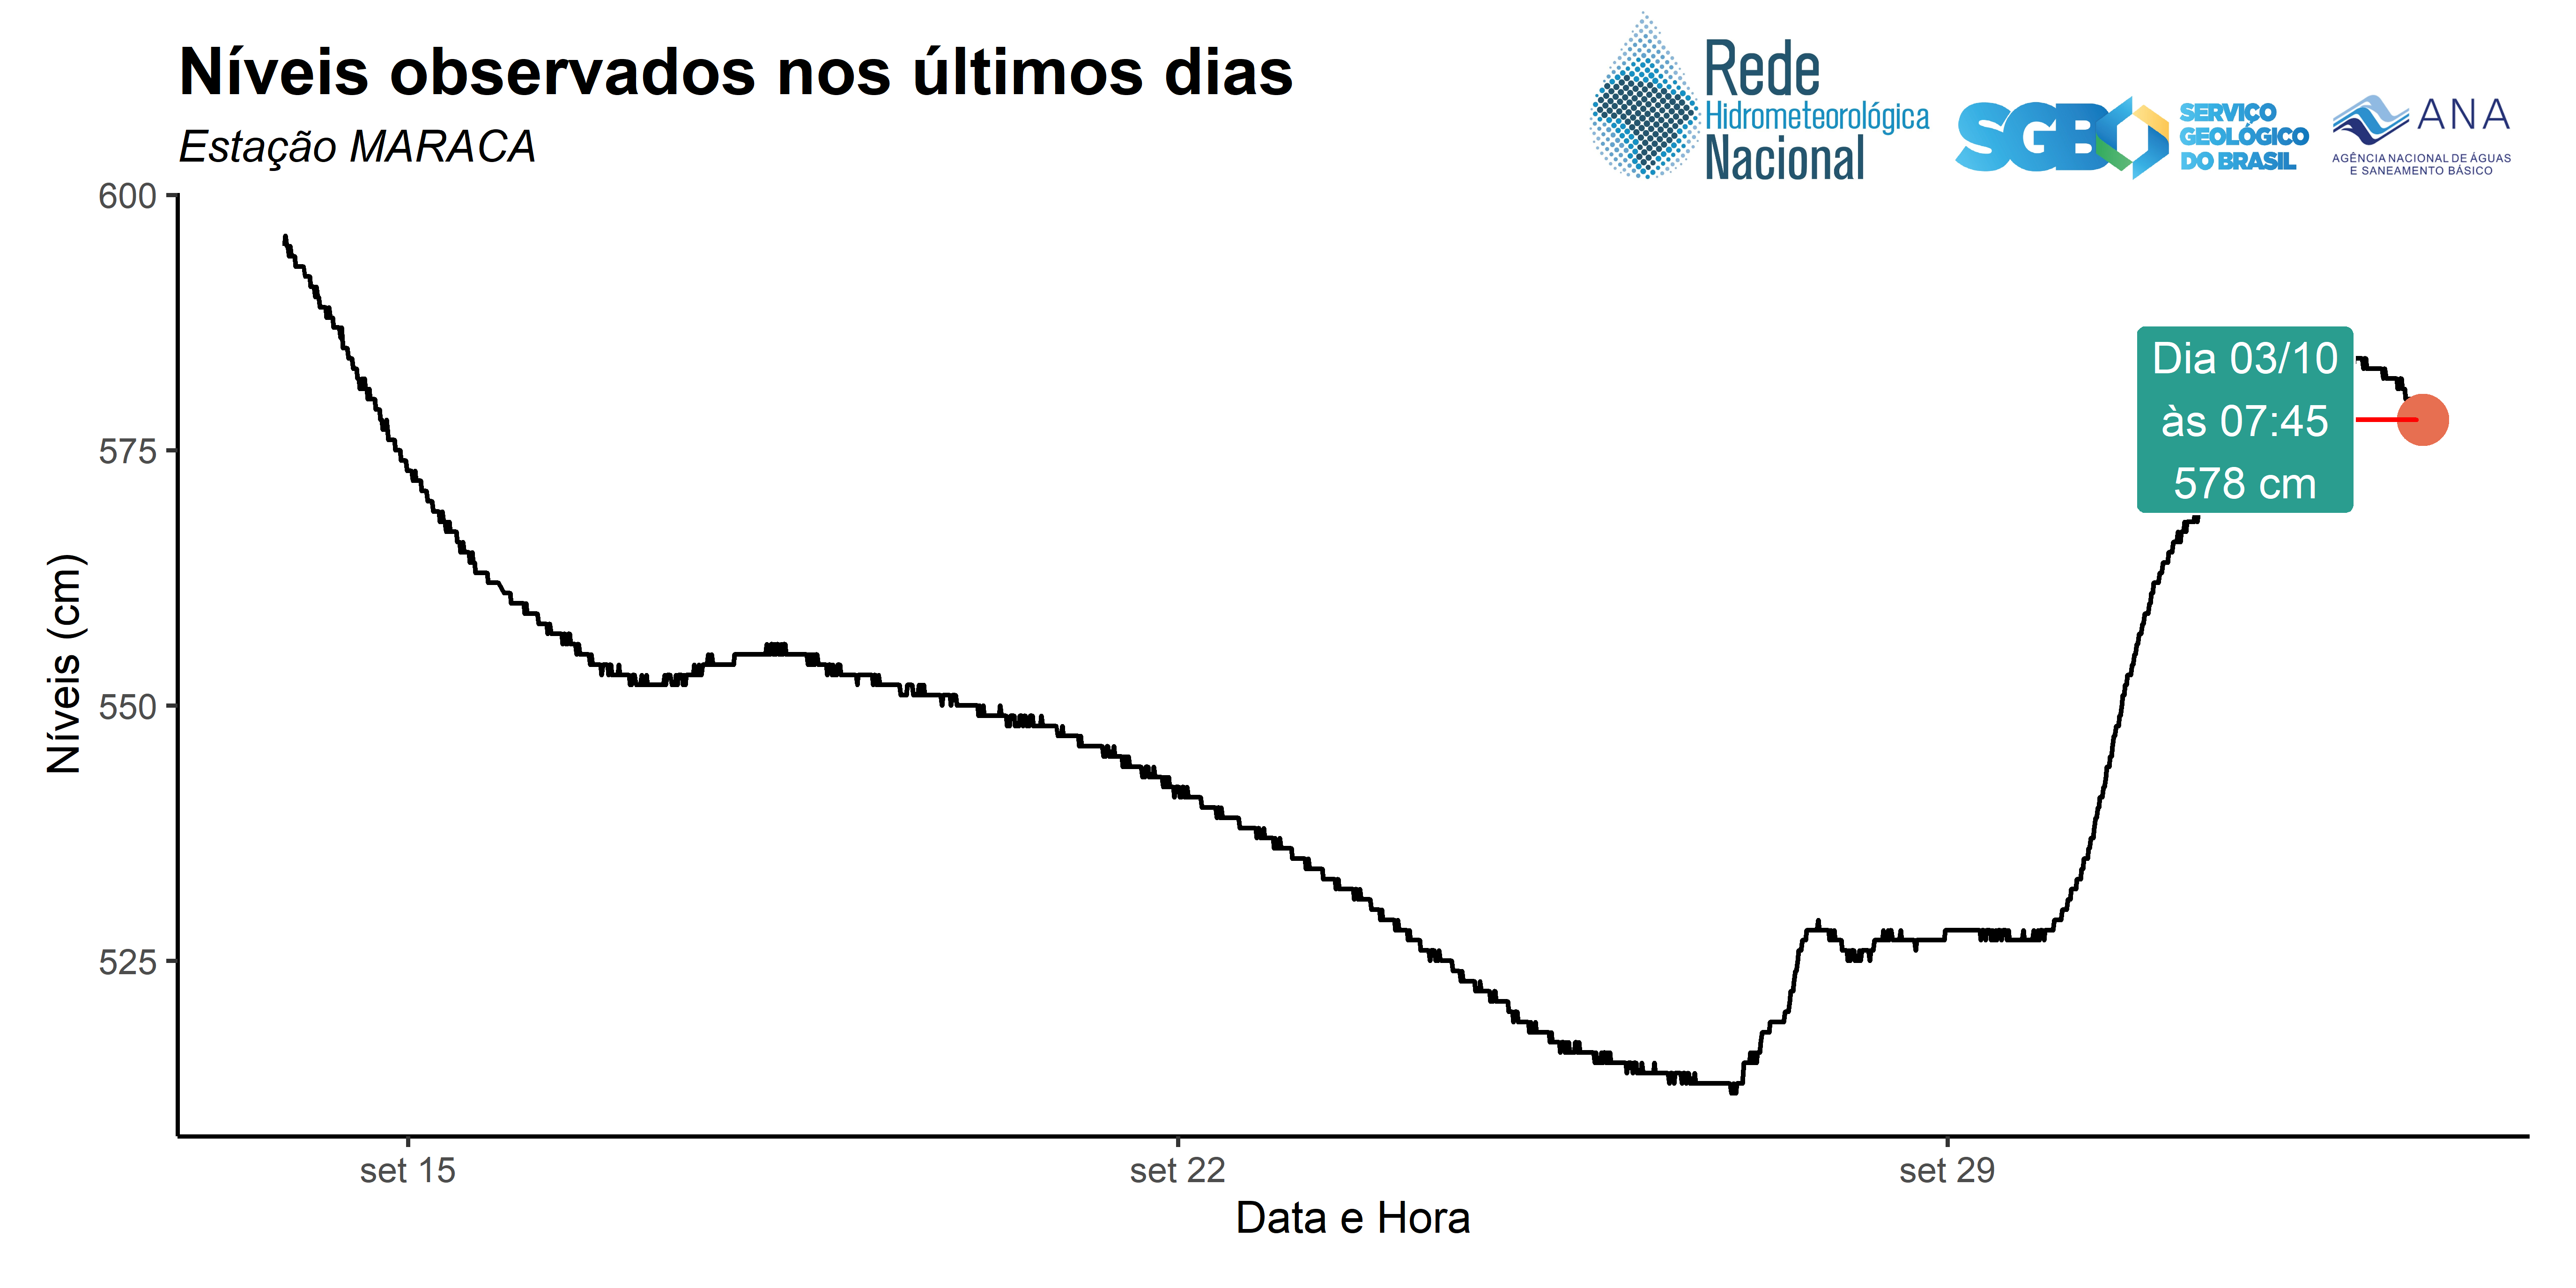 Níveis observados nos últimos dias
Estação MARACA
Rede
Hidrometeorológica
Nacional
SGB
SERVIÇO
GEOLÓGICO
DO BRASIL
ANA
AGÊNCIA NACIONAL DE ÁGUAS
E SANEAMENTO BÁSICO
600
575
550
525
Níveis (cm)
Dia 03/10
às 07:45
578 cm
set 15
set 22
set 29
Data e Hora